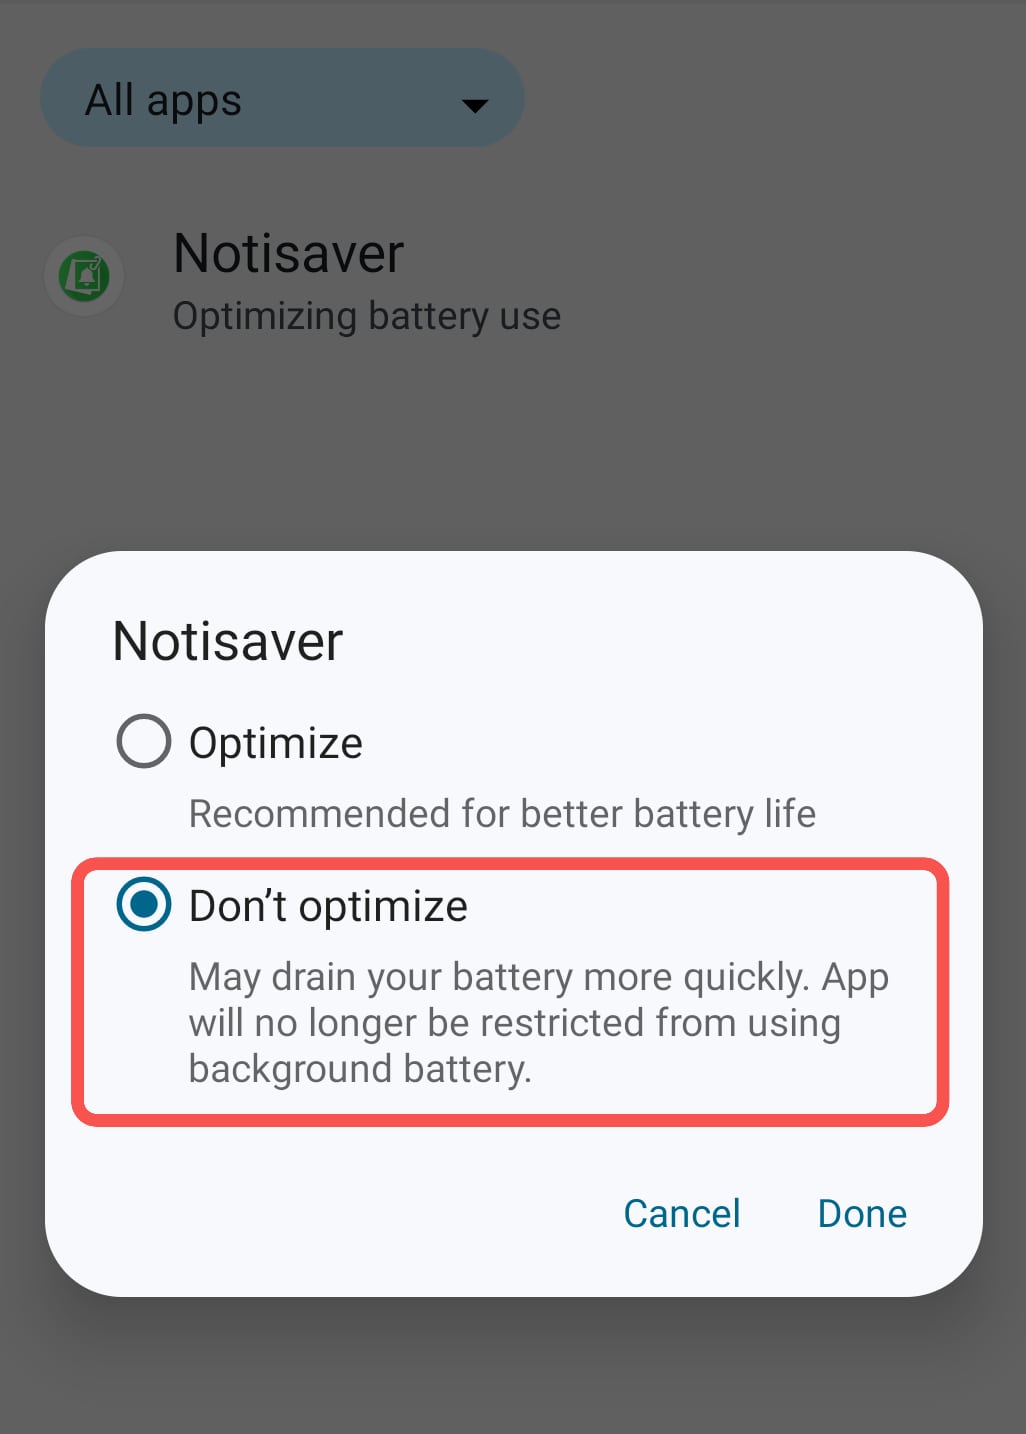 All apps
Notisaver
Optimizing battery use
Notisaver
Optimize
Recommended for better battery life
Don’t optimize
May drain your battery more quickly. App
will no longer be restricted from using
background battery.
Cancel Done